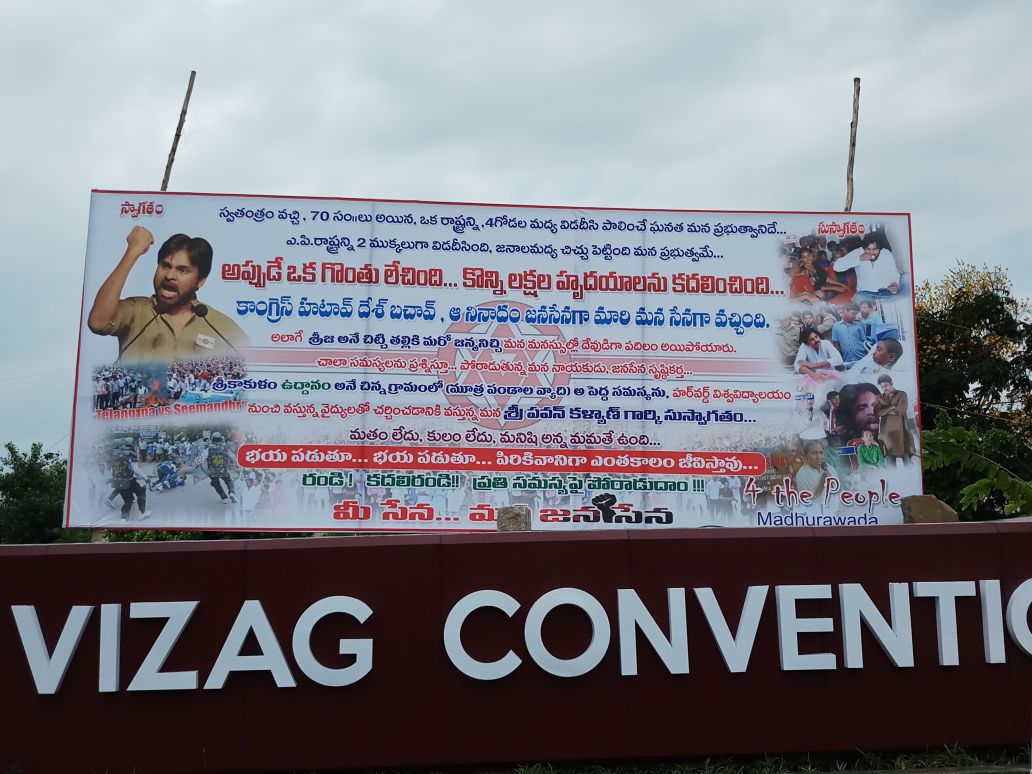 స్వాగతం
సుస్వాగతం
స్వతంత్రం వచ్చి, 70 సం॥లు అయిన, ఒక రాష్ట్రాన్ని, 4గోడల మధ్య విడదీసి పాలించే ఘనత మన ప్రభుత్వానిదే...
ఎ.పి.రాష్ట్రాన్ని 2 ముక్కలుగా విడదీసింది, జనాలమధ్య చిచ్చు పెట్టింది మన ప్రభుత్వమే...
అప్పుడే ఒక గొంతు లేచింది... కొన్ని లక్షల హృదయాలను కదలించింది...
కాంగ్రెస్ హటావ్ దేశ్ బచావ్, ఆ నినాదం జనసేనగా మారి మన సేనగా వచ్చింది.
అలాగే శ్రీజ అనే చిట్టి తల్లికి మరో జన్మనిచ్చి మన మనస్సుల్లో దేవుడిగా పదిలం అయిపోయారు.
చాలా సమస్యలను ప్రశ్నిస్తూ... పోరాడుతున్న మన నాయకుడు, జనసేన సృష్టికర్త...
శ్రీకాకుళం ఉద్దానం అనే చిన్న గ్రామంలో (మూత్ర పిండాల వ్యాధి) అ పెద్ద సమస్యను, హార్వర్డ్ విశ్వవిద్యాలయం
Telangana vs Seemandhra
నుంచి వస్తున్న వైద్యులతో చర్చించడానికి వస్తున్న మన శ్రీ పవన్ కళ్యాణ్ గార్కి సుస్వాగతం...
మతం లేదు, కులం లేదు, మనిషి అన్న మమతే ఉంది...
భయ పడుతూ... భయ పడుతూ... పిరికివానిగా ఎంతకాలం జీవిస్తావు...
రండి! కదలిరండి!! ప్రతి సమస్యపై పోరాడుదాం !!!
మీ సేన... జనసేన
4 the People
Madhurawada
VIZAG CONVENTIO